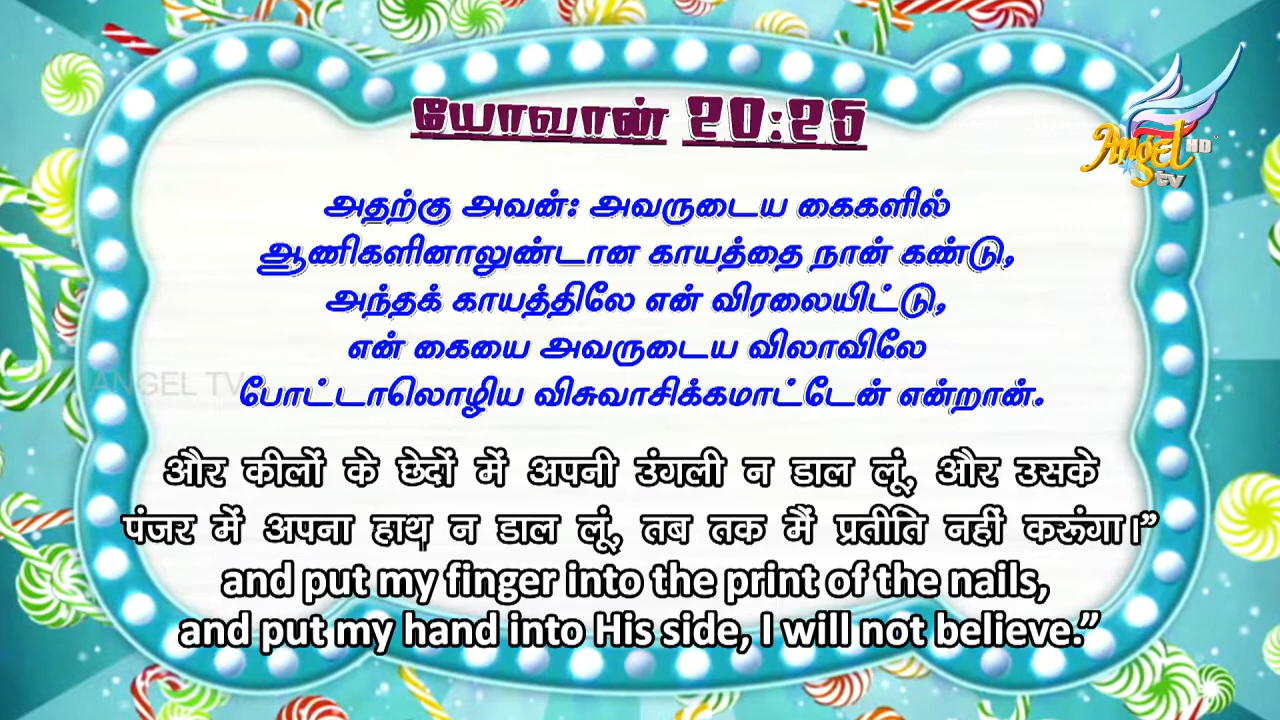 யோவான் 20:25
Angel HD
tv
அதற்கு அவன்: அவருடைய கைகளில்
ஆணிகளினாலுண்டான காயத்தை நான் கண்டு,
அந்தக் காயத்திலே என் விரலையிட்டு,
என் கையை அவருடைய விலாவிலே
ANGEL TV
போட்டாலொழிய விசுவாசிக்கமாட்டேன் என்றான்.
और कीलों के छेदों में अपनी उंगली न डाल लूं, और उसके
पंजर में अपना हाथ् न डाल लूं, तब तक मैं प्रतीति नहीं करूंगा।”
and put my finger into the print of the nails,
and put my hand into His side, I will not believe.”